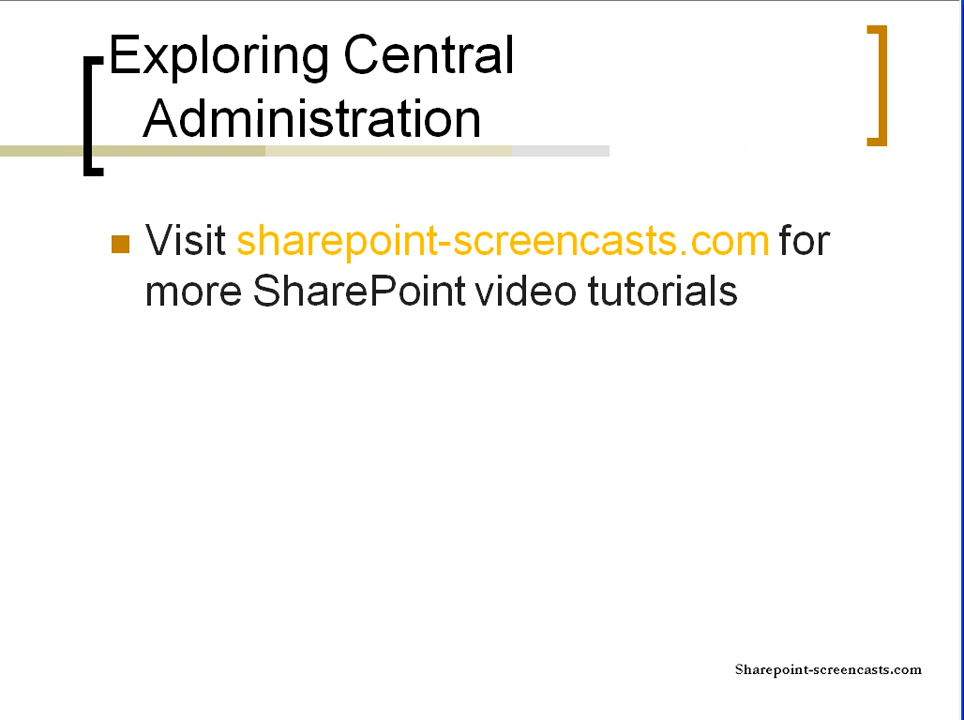 Exploring Central
Administration
Visit sharepoint-screencasts.com for
more SharePoint video tutorials
Sharepoint-screencasts.com